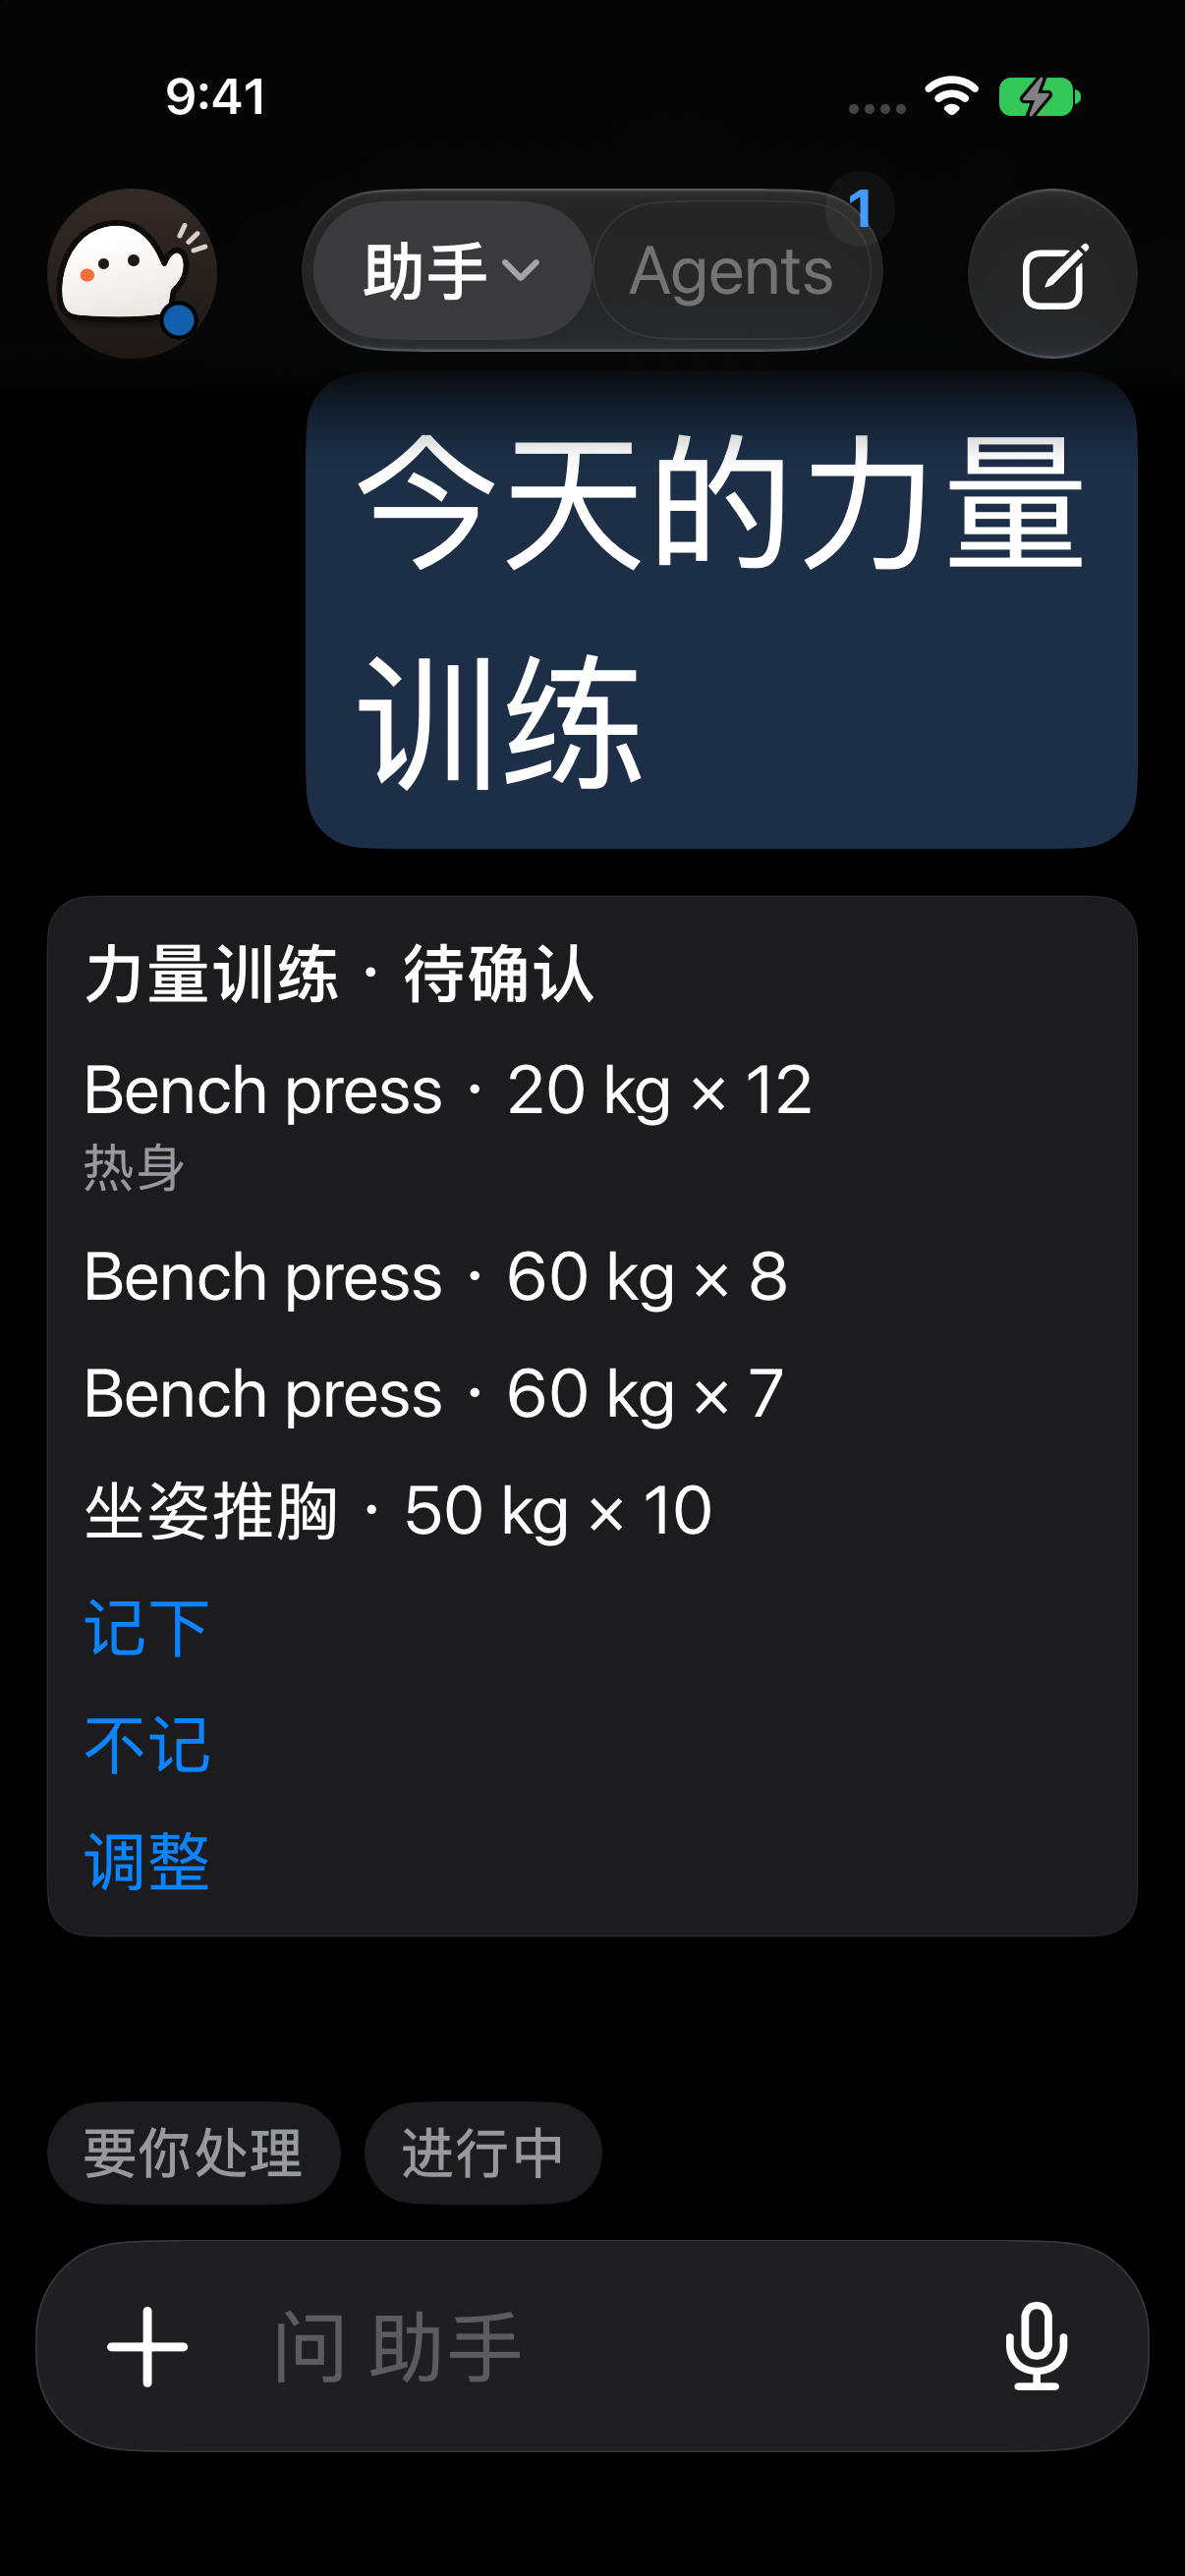 9:41
助手
Agents
1
今天的力量
训练
力量训练 · 待确认
Bench press · 20 kg × 12
热身
Bench press · 60 kg × 8
Bench press · 60 kg × 7
坐姿推胸 · 50 kg × 10
记下
不记
调整
要你处理
进行中
问 助手